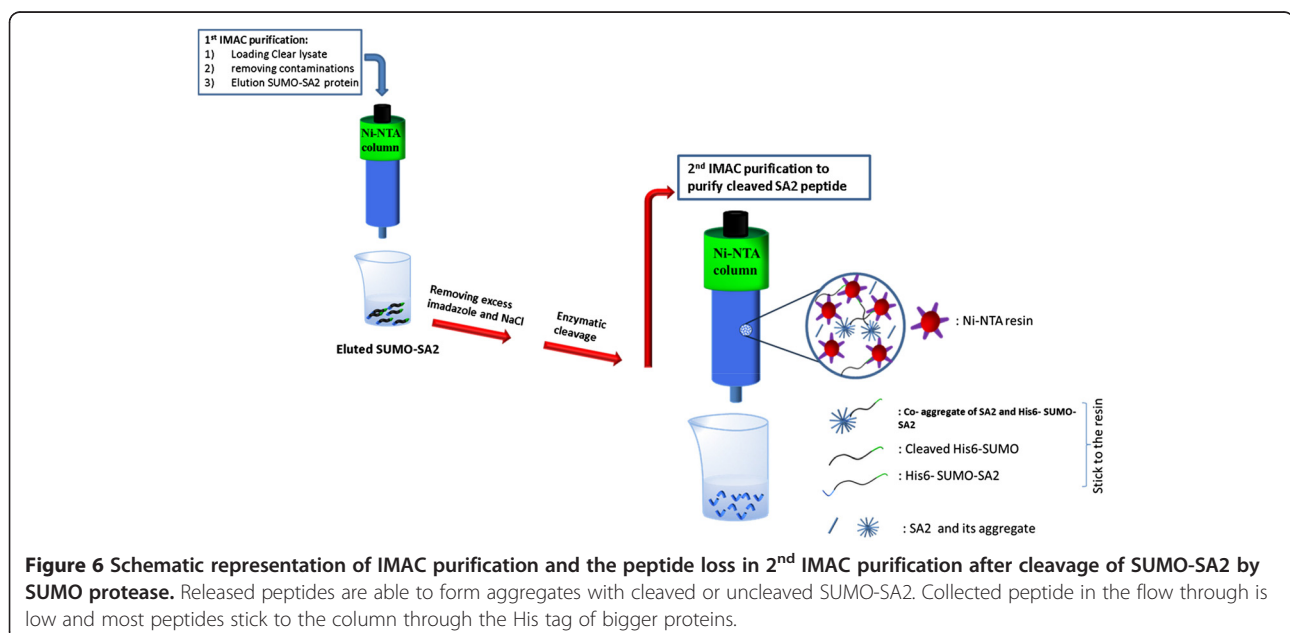 1st IMAC purification:
1) Loading Clear lysate
2) removing contaminations
3) Elution SUMO-SA2 protein
Ni-NTA
column
Eluted SUMO-SA2
Removing excess
imadazole and NaCl
Enzymatic
cleavage
2nd IMAC purification to
purify cleaved SA2 peptide
Ni-NTA
column
: Ni-NTA resin
: Co- aggregate of SA2 and His6- SUMO-
SA2
: Cleaved His6-SUMO
: His6- SUMO-SA2
Stick to the resin
: SA2 and its aggregate
Figure 6 Schematic representation of IMAC purification and the peptide loss in 2nd IMAC purification after cleavage of SUMO-SA2 by
SUMO protease. Released peptides are able to form aggregates with cleaved or uncleaved SUMO-SA2. Collected peptide in the flow through is
low and most peptides stick to the column through the His tag of bigger proteins.